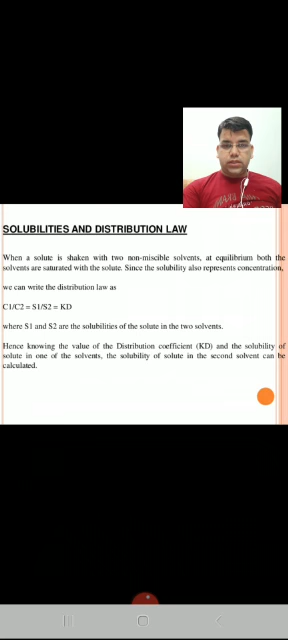 SOLUBILITIES AND DISTRIBUTION LAW
When a solute is shaken with two non-miscible solvents, at equilibrium both the
solvents are saturated with the solute. Since the solubility also represents concentration,
we can write the distribution law as
C1/C2 = S1/S2 = KD
where S1 and S2 are the solubilities of the solute in the two solvents.
Hence knowing the value of the Distribution coefficient (KD) and the solubility of
solute in one of the solvents, the solubility of solute in the second solvent can be
calculated.